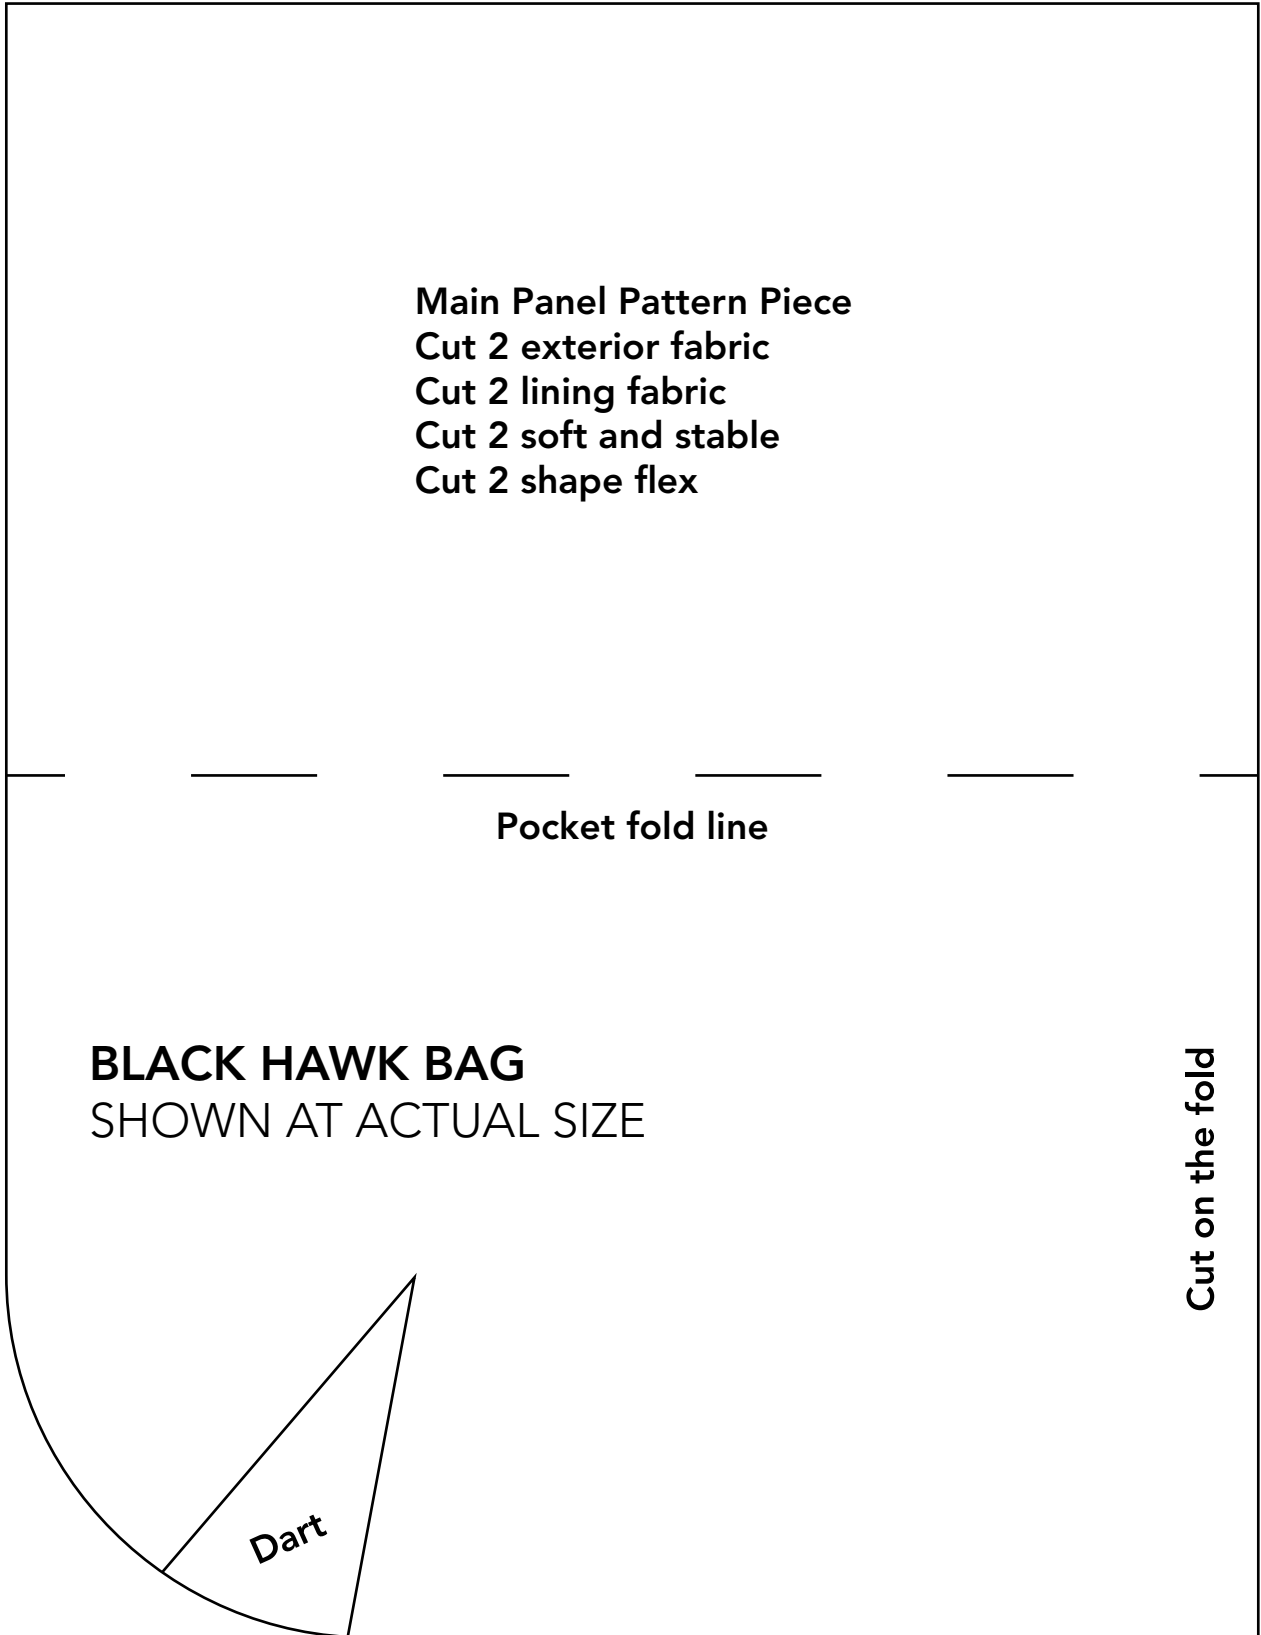 Main Panel Pattern Piece
Cut 2 exterior fabric
Cut 2 lining fabric
Cut 2 soft and stable
Cut 2 shape flex
Pocket fold line
BLACK HAWK BAG
SHOWN AT ACTUAL SIZE
Cut on the fold
Dart